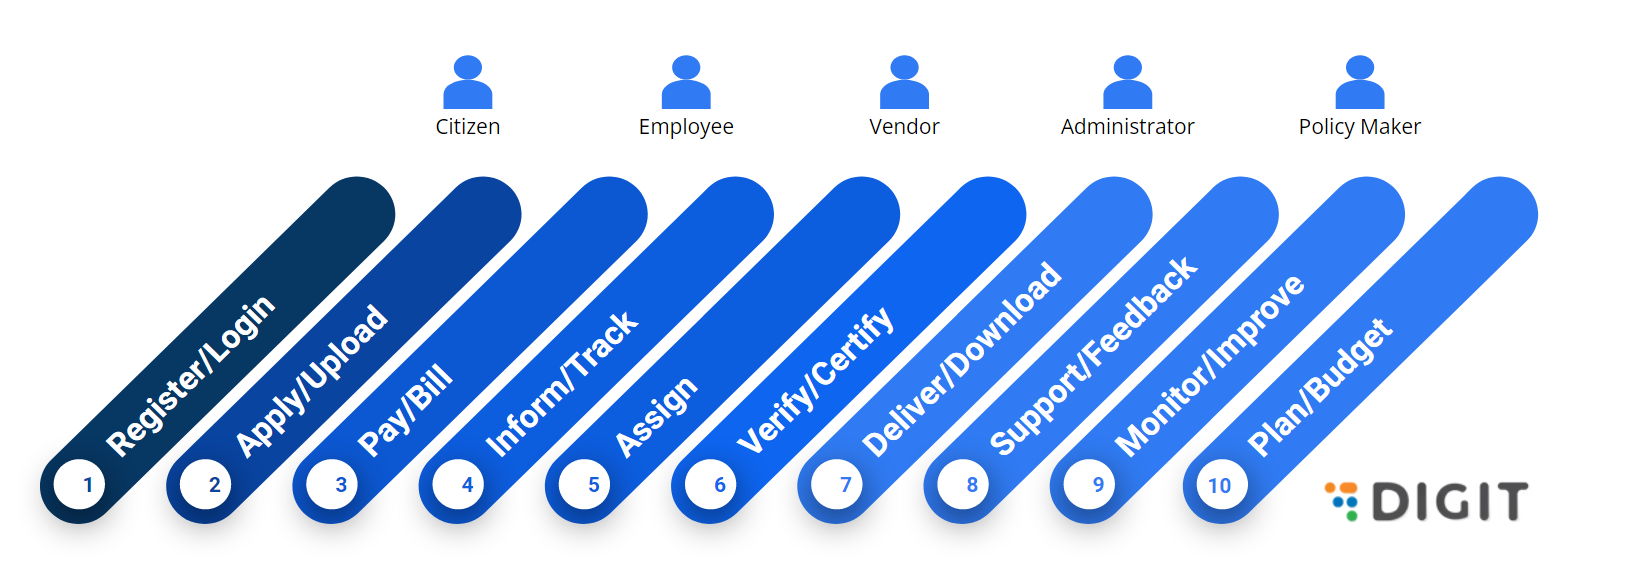 Citizen
Employee
Vendor
Administrator
Policy Maker
Register/Login
Apply/Upload
Pay/Bill
Inform/Track
Assign
Verify/Certify
Deliver/Download
Support/Feedback
Monitor/Improve
Plan/Budget
1
2
3
4
5
6
7
8
9
10
DIGIT